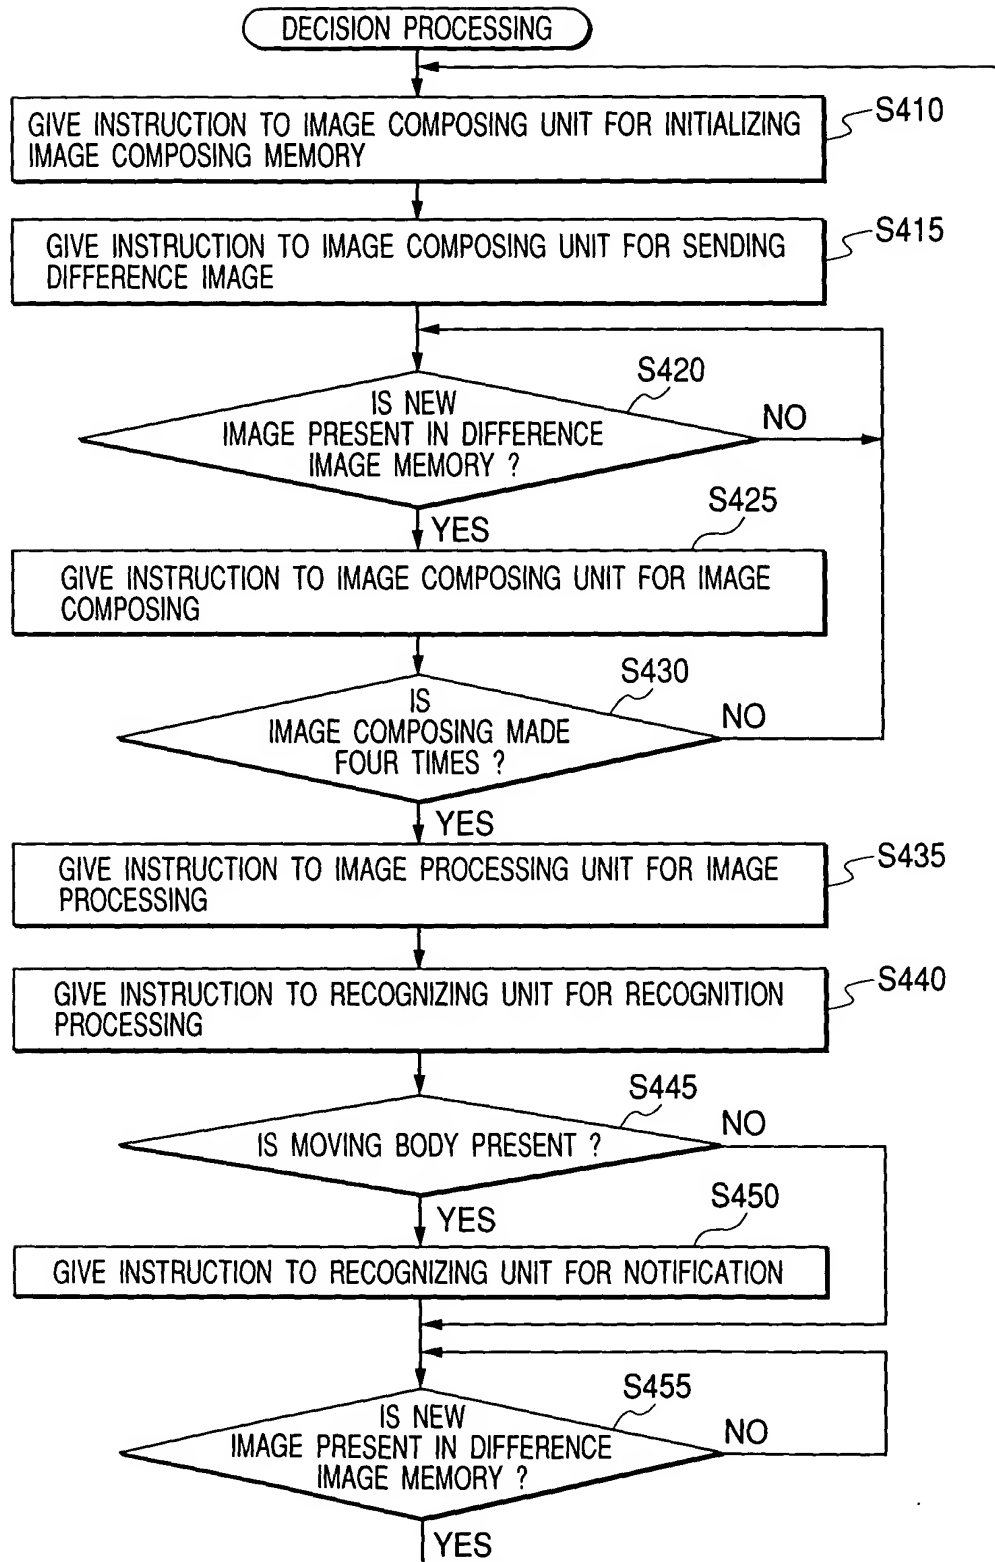 DECISION PROCESSING
S410
GIVE INSTRUCTION TO IMAGE COMPOSING UNIT FOR INITIALIZING
IMAGE COMPOSING MEMORY
S415
GIVE INSTRUCTION TO IMAGE COMPOSING UNIT FOR SENDING
DIFFERENCE IMAGE
S420
IS NEW
IMAGE PRESENT IN DIFFERENCE
IMAGE MEMORY ?
NO
YES
S425
GIVE INSTRUCTION TO IMAGE COMPOSING UNIT FOR IMAGE
COMPOSING
S430
IS
IMAGE COMPOSING MADE
FOUR TIMES ?
NO
YES
S435
GIVE INSTRUCTION TO IMAGE PROCESSING UNIT FOR IMAGE
PROCESSING
S440
GIVE INSTRUCTION TO RECOGNIZING UNIT FOR RECOGNITION
PROCESSING
S445
IS MOVING BODY PRESENT ?
NO
YES
S450
GIVE INSTRUCTION TO RECOGNIZING UNIT FOR NOTIFICATION
S455
IS NEW
IMAGE PRESENT IN DIFFERENCE
IMAGE MEMORY ?
NO
YES